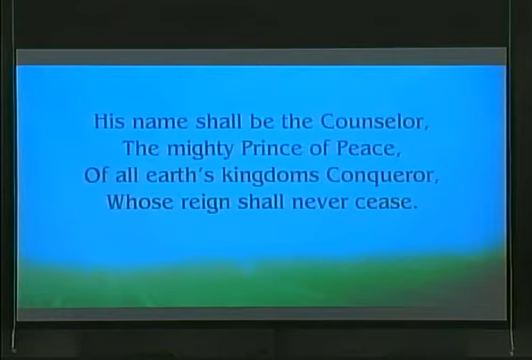 His name shall be the Counselor,
The mighty Prince of Peace,
Of all earth's kingdoms Conqueror,
Whose reign shall never cease.